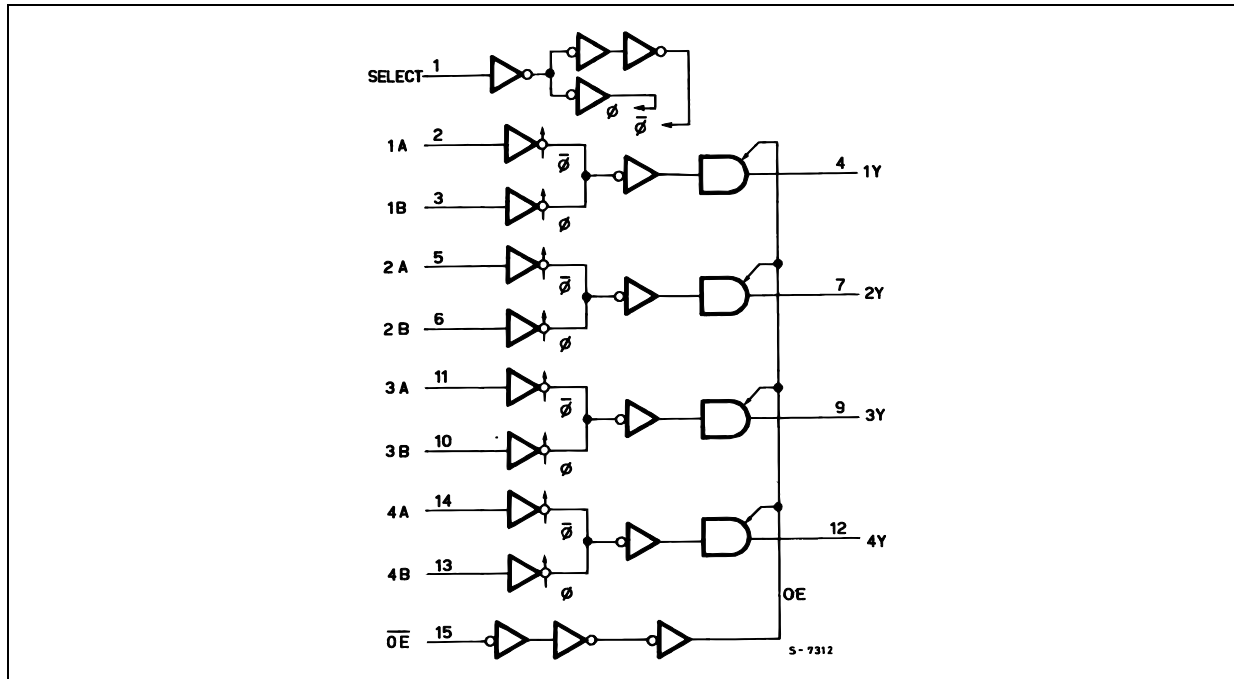 SELECT 1
ø
ø̅
1A 2
ø̅
4 1Y
1B 3
ø
2A 5
ø̅
7 2Y
2B 6
ø
3A 11
ø̅
9 3Y
3B 10
ø
4A 14
ø̅
12 4Y
4B 13
ø
OE
O̅E̅ 15
S-7312